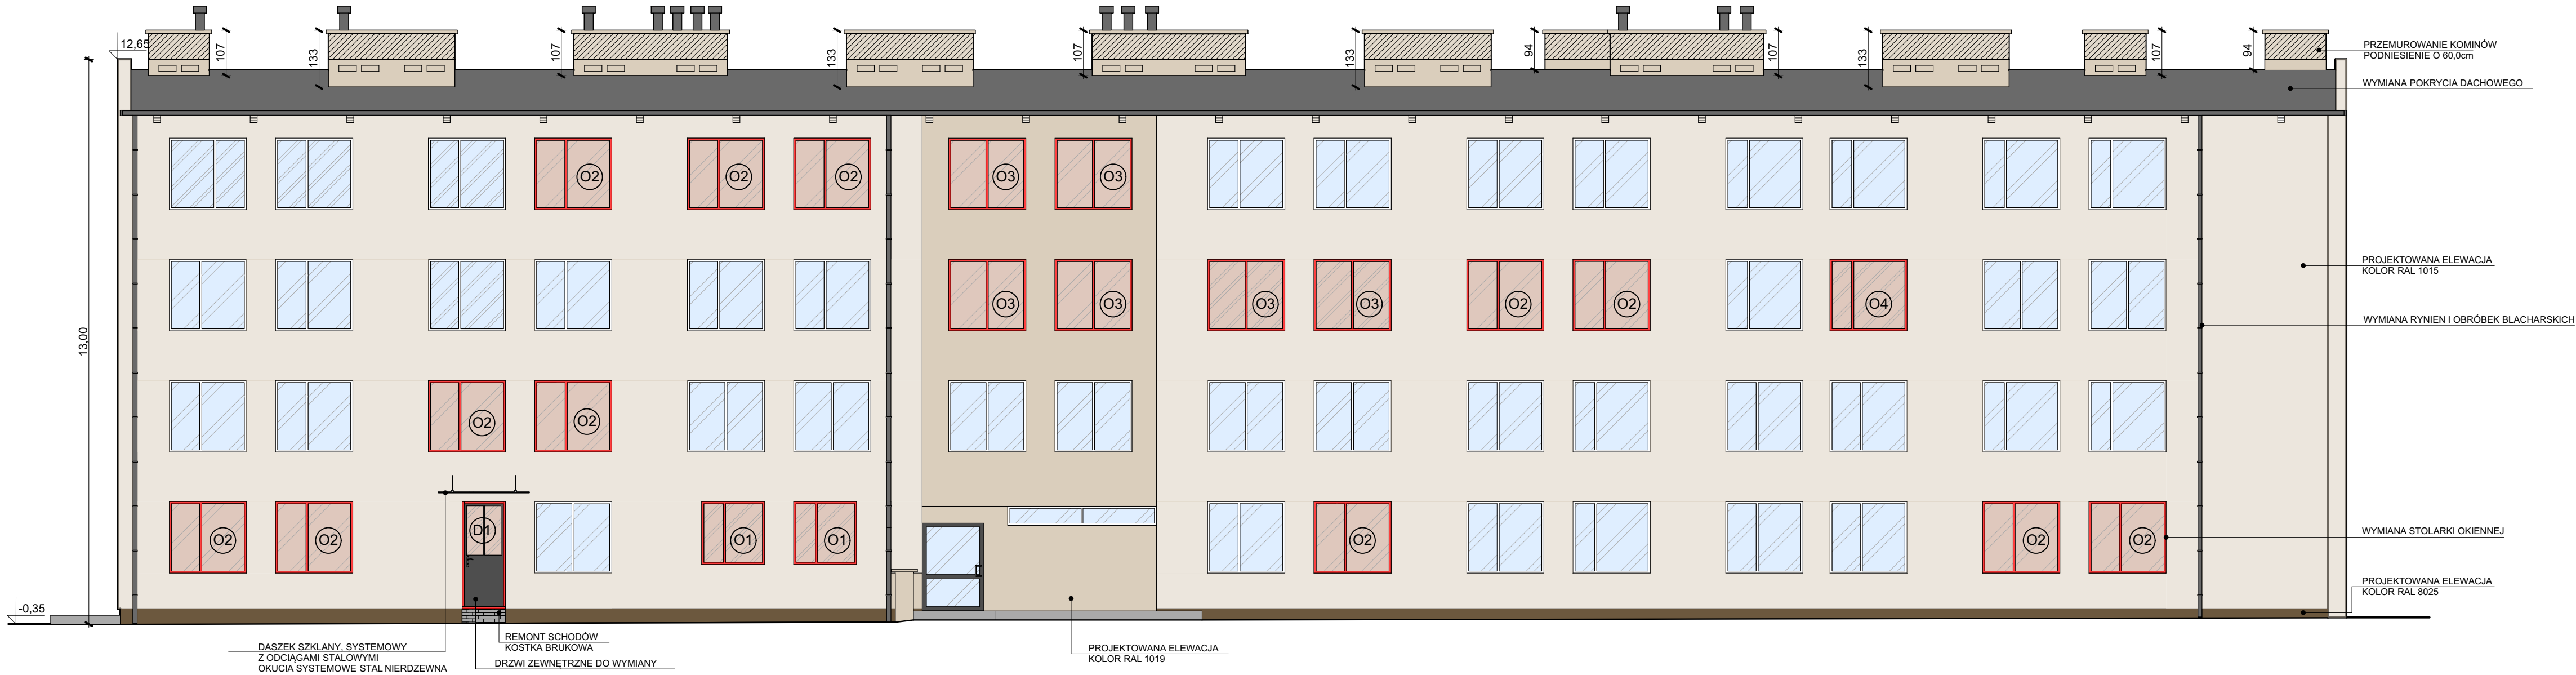 12,65
107
133
107
133
107
133
94
107
133
107
94
PRZEMUROWANIE KOMINÓW
PODNIESIENIE O 60,0cm
WYMIANA POKRYCIA DACHOWEGO
O2
O2
O2
O3
O3
PROJEKTOWANA ELEWACJA
KOLOR RAL 1015
O3
O3
O3
O3
O2
O2
O4
WYMIANA RYNIEN I OBRÓBEK BLACHARSKICH
13,00
O2
O2
O2
O2
D1
O1
O1
O2
O2
O2
WYMIANA STOLARKI OKIENNEJ
PROJEKTOWANA ELEWACJA
KOLOR RAL 8025
-0,35
DASZEK SZKLANY, SYSTEMOWY
Z ODCIĄGAMI STALOWYMI
OKUCIA SYSTEMOWE STAL NIERDZEWNA
REMONT SCHODÓW
KOSTKA BRUKOWA
DRZWI ZEWNĘTRZNE DO WYMIANY
PROJEKTOWANA ELEWACJA
KOLOR RAL 1019